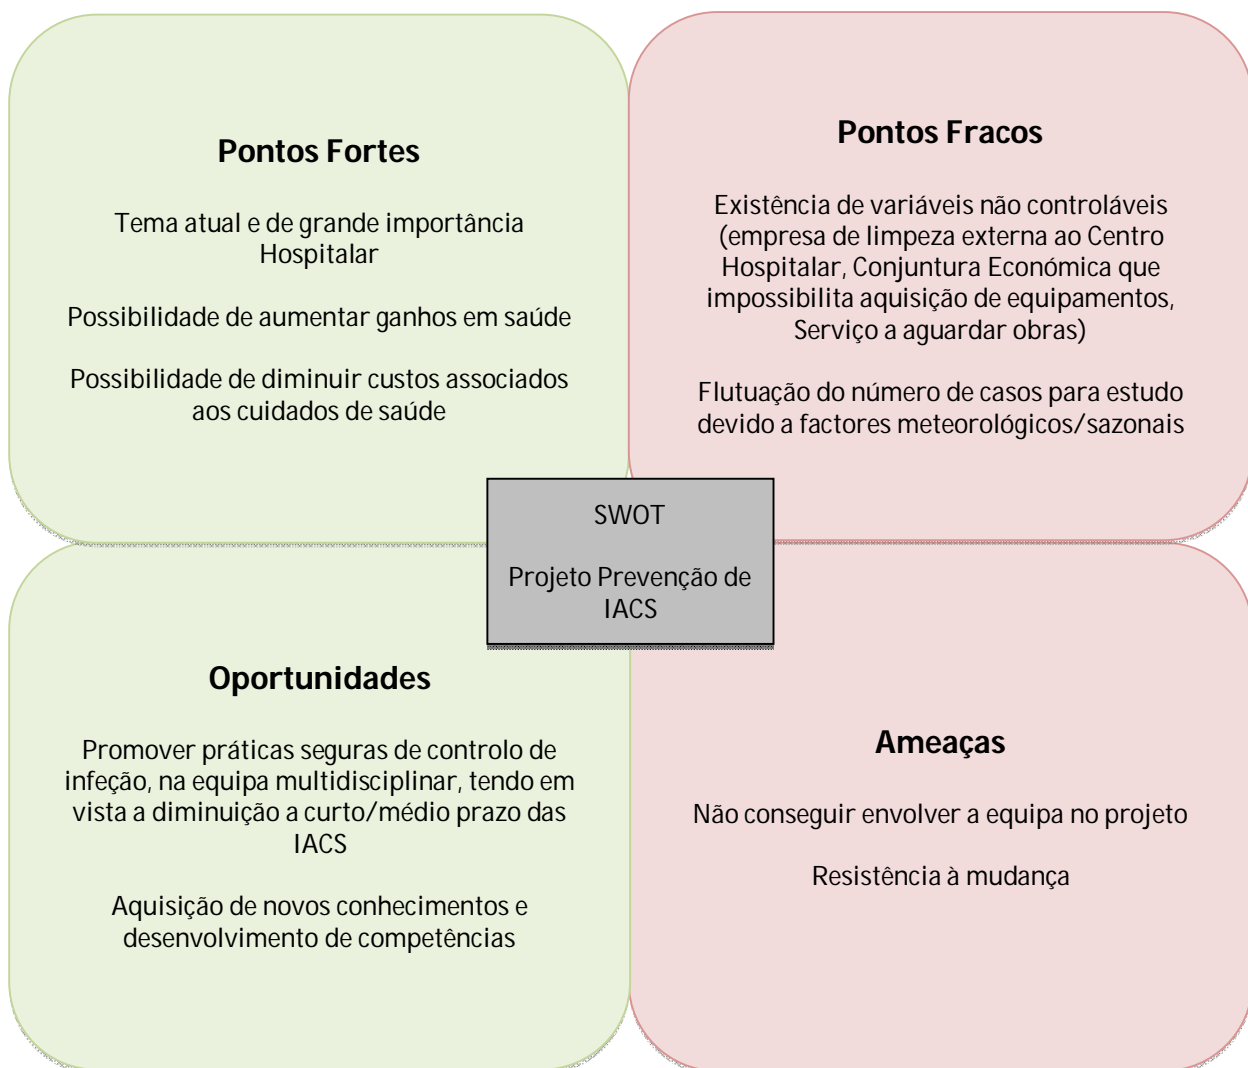 Pontos Fortes
Tema atual e de grande importância
Hospitalar
Possibilidade de aumentar ganhos em saúde
Possibilidade de diminuir custos associados
aos cuidados de saúde
Pontos Fracos
Existência de variáveis não controláveis
(empresa de limpeza externa ao Centro
Hospitalar, Conjuntura Económica que
impossibilita aquisição de equipamentos,
Serviço a aguardar obras)
Flutuação do número de casos para estudo
devido a factores meteorológicos/sazonais
SWOT
Projeto Prevenção de
IACS
Oportunidades
Promover práticas seguras de controlo de
infeção, na equipa multidisciplinar, tendo em
vista a diminuição a curto/médio prazo das
IACS
Aquisição de novos conhecimentos e
desenvolvimento de competências
Ameaças
Não conseguir envolver a equipa no projeto
Resistência à mudança